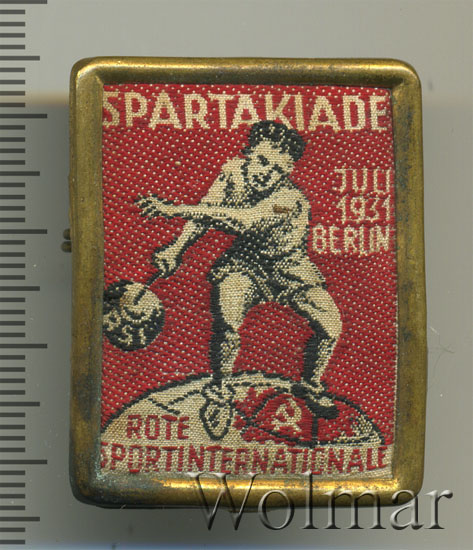 SPARTAKIADE
JULI
1931
BERLIN
ROTE
SPORTINTERNATIONALE
Wolmar